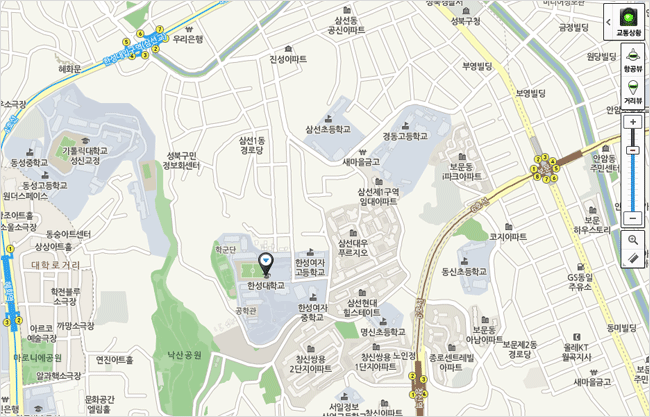 삼선동
공신아파트
성북구청
금정빌딩
교통상황
우리은행
진성아파트
부영빌딩
원당빌딩
항공뷰
혜화문
보영빌딩
거리뷰
삼선초등학교
경동고등학교
가톨릭대학교
성신교정
성북구민
정보회센터
삼선1동
경로당
새마을금고
동성중학교
보문동
i파크아파트
안암동
주민센터
동성고등학교
원더스페이스
삼선제1구역
임대아파트
동숭아트센터
상상아트홀
코지아파트
보문
하우스토리
학군단
한성여자
고등학교
삼선대우
푸르지오
대학로거리
한성대학교
동신초등학교
GS동일
주유소
학전블루
소극장
공학관
한성여자
중학교
삼선현대
힐스테이트
아르코
예술극장
까망소극장
명신초등학교
보문동
아남아파트
동미빌딩
마로니에공원
연진아트홀
낙산공원
창신쌍용
2단지아파트
창신쌍용
1단지아파트
노인정
종로센트레빌
아파트
보문제2동
경로당
올레KT
월곡지사
알과핵소극장
새마을금고
문화공간
엘림홀
서일정보
창신아파트